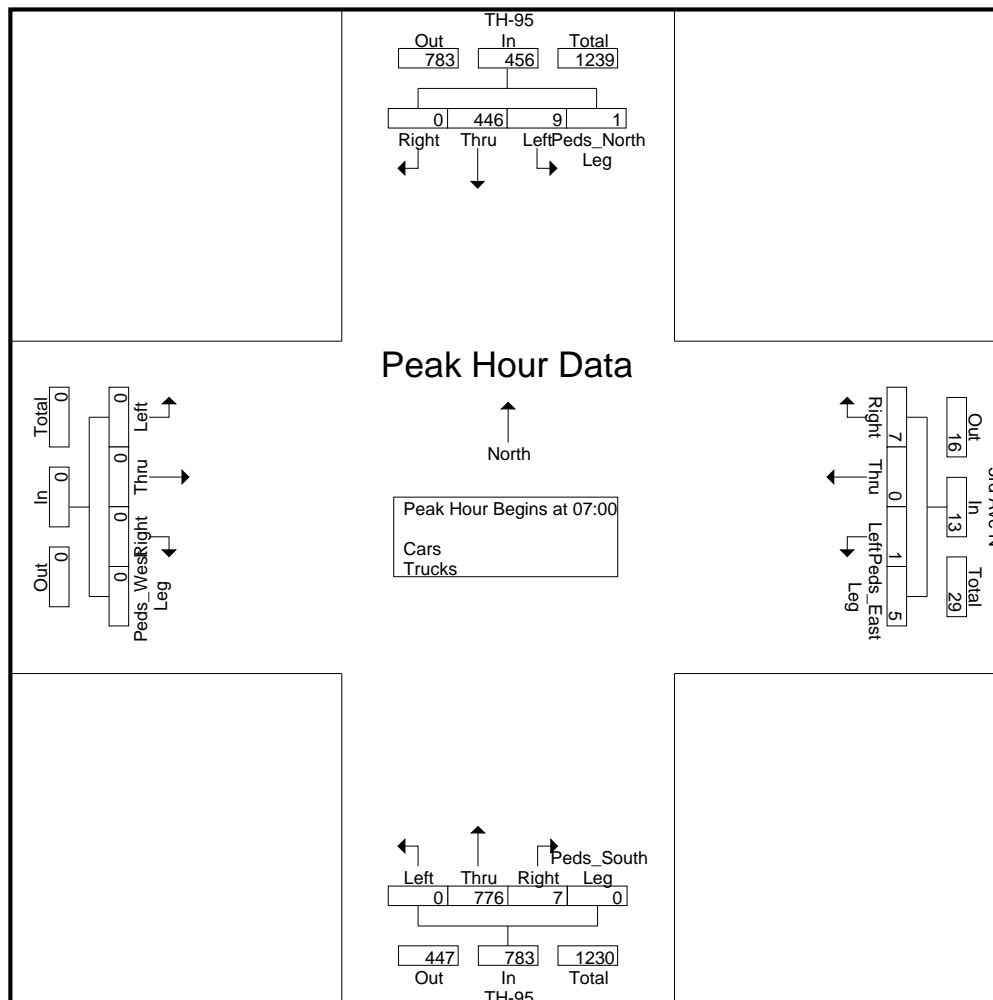 TH-95
Out In Total
783 456 1239
0 446 9 1
Right Thru Left Peds_North
Leg
Peak Hour Data
North
Peak Hour Begins at 07:00
Cars
Trucks
Total In Out
0 0 0
0 0 0 0
Left Thru Right Peds_West
Leg
Out In Total
16 13 29
7 0 1 5
Right Thru Left Peds_East
Leg
Peds_South
Left Thru Right Leg
0 776 7 0
447 783 1230
Out In Total
TH-95